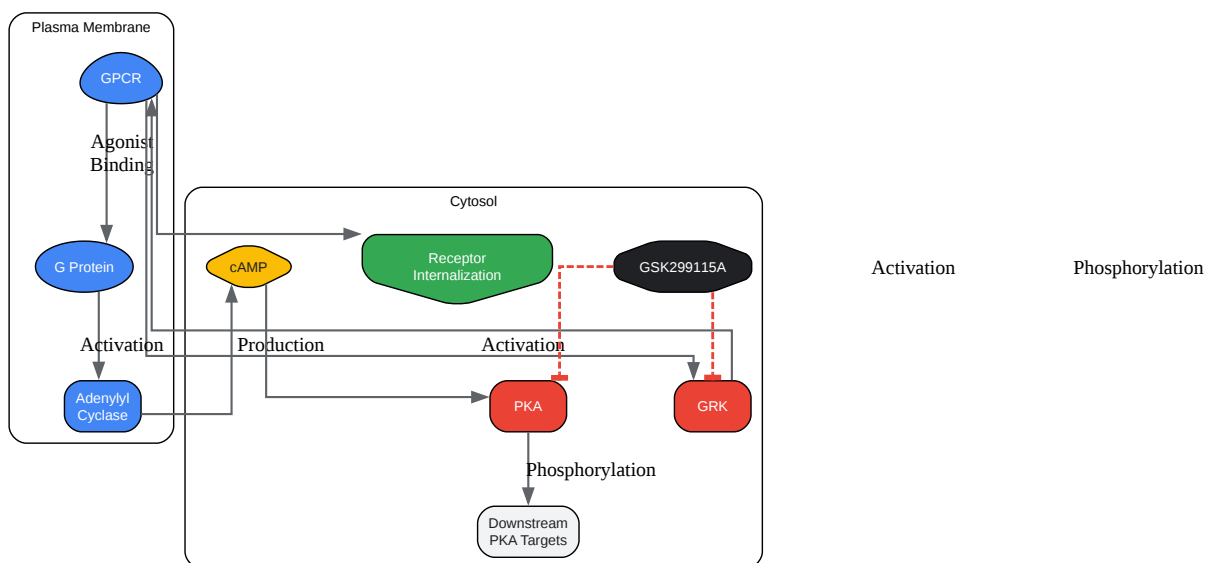 Plasma Membrane
GPCR
Agonist
Binding
Cytosol
G Protein
cAMP
Receptor
Internalization
GSK299115A
Activation
Phosphorylation
Activation
Production
Activation
Adenylyl
Cyclase
PKA
GRK
Phosphorylation
Downstream
PKA Targets